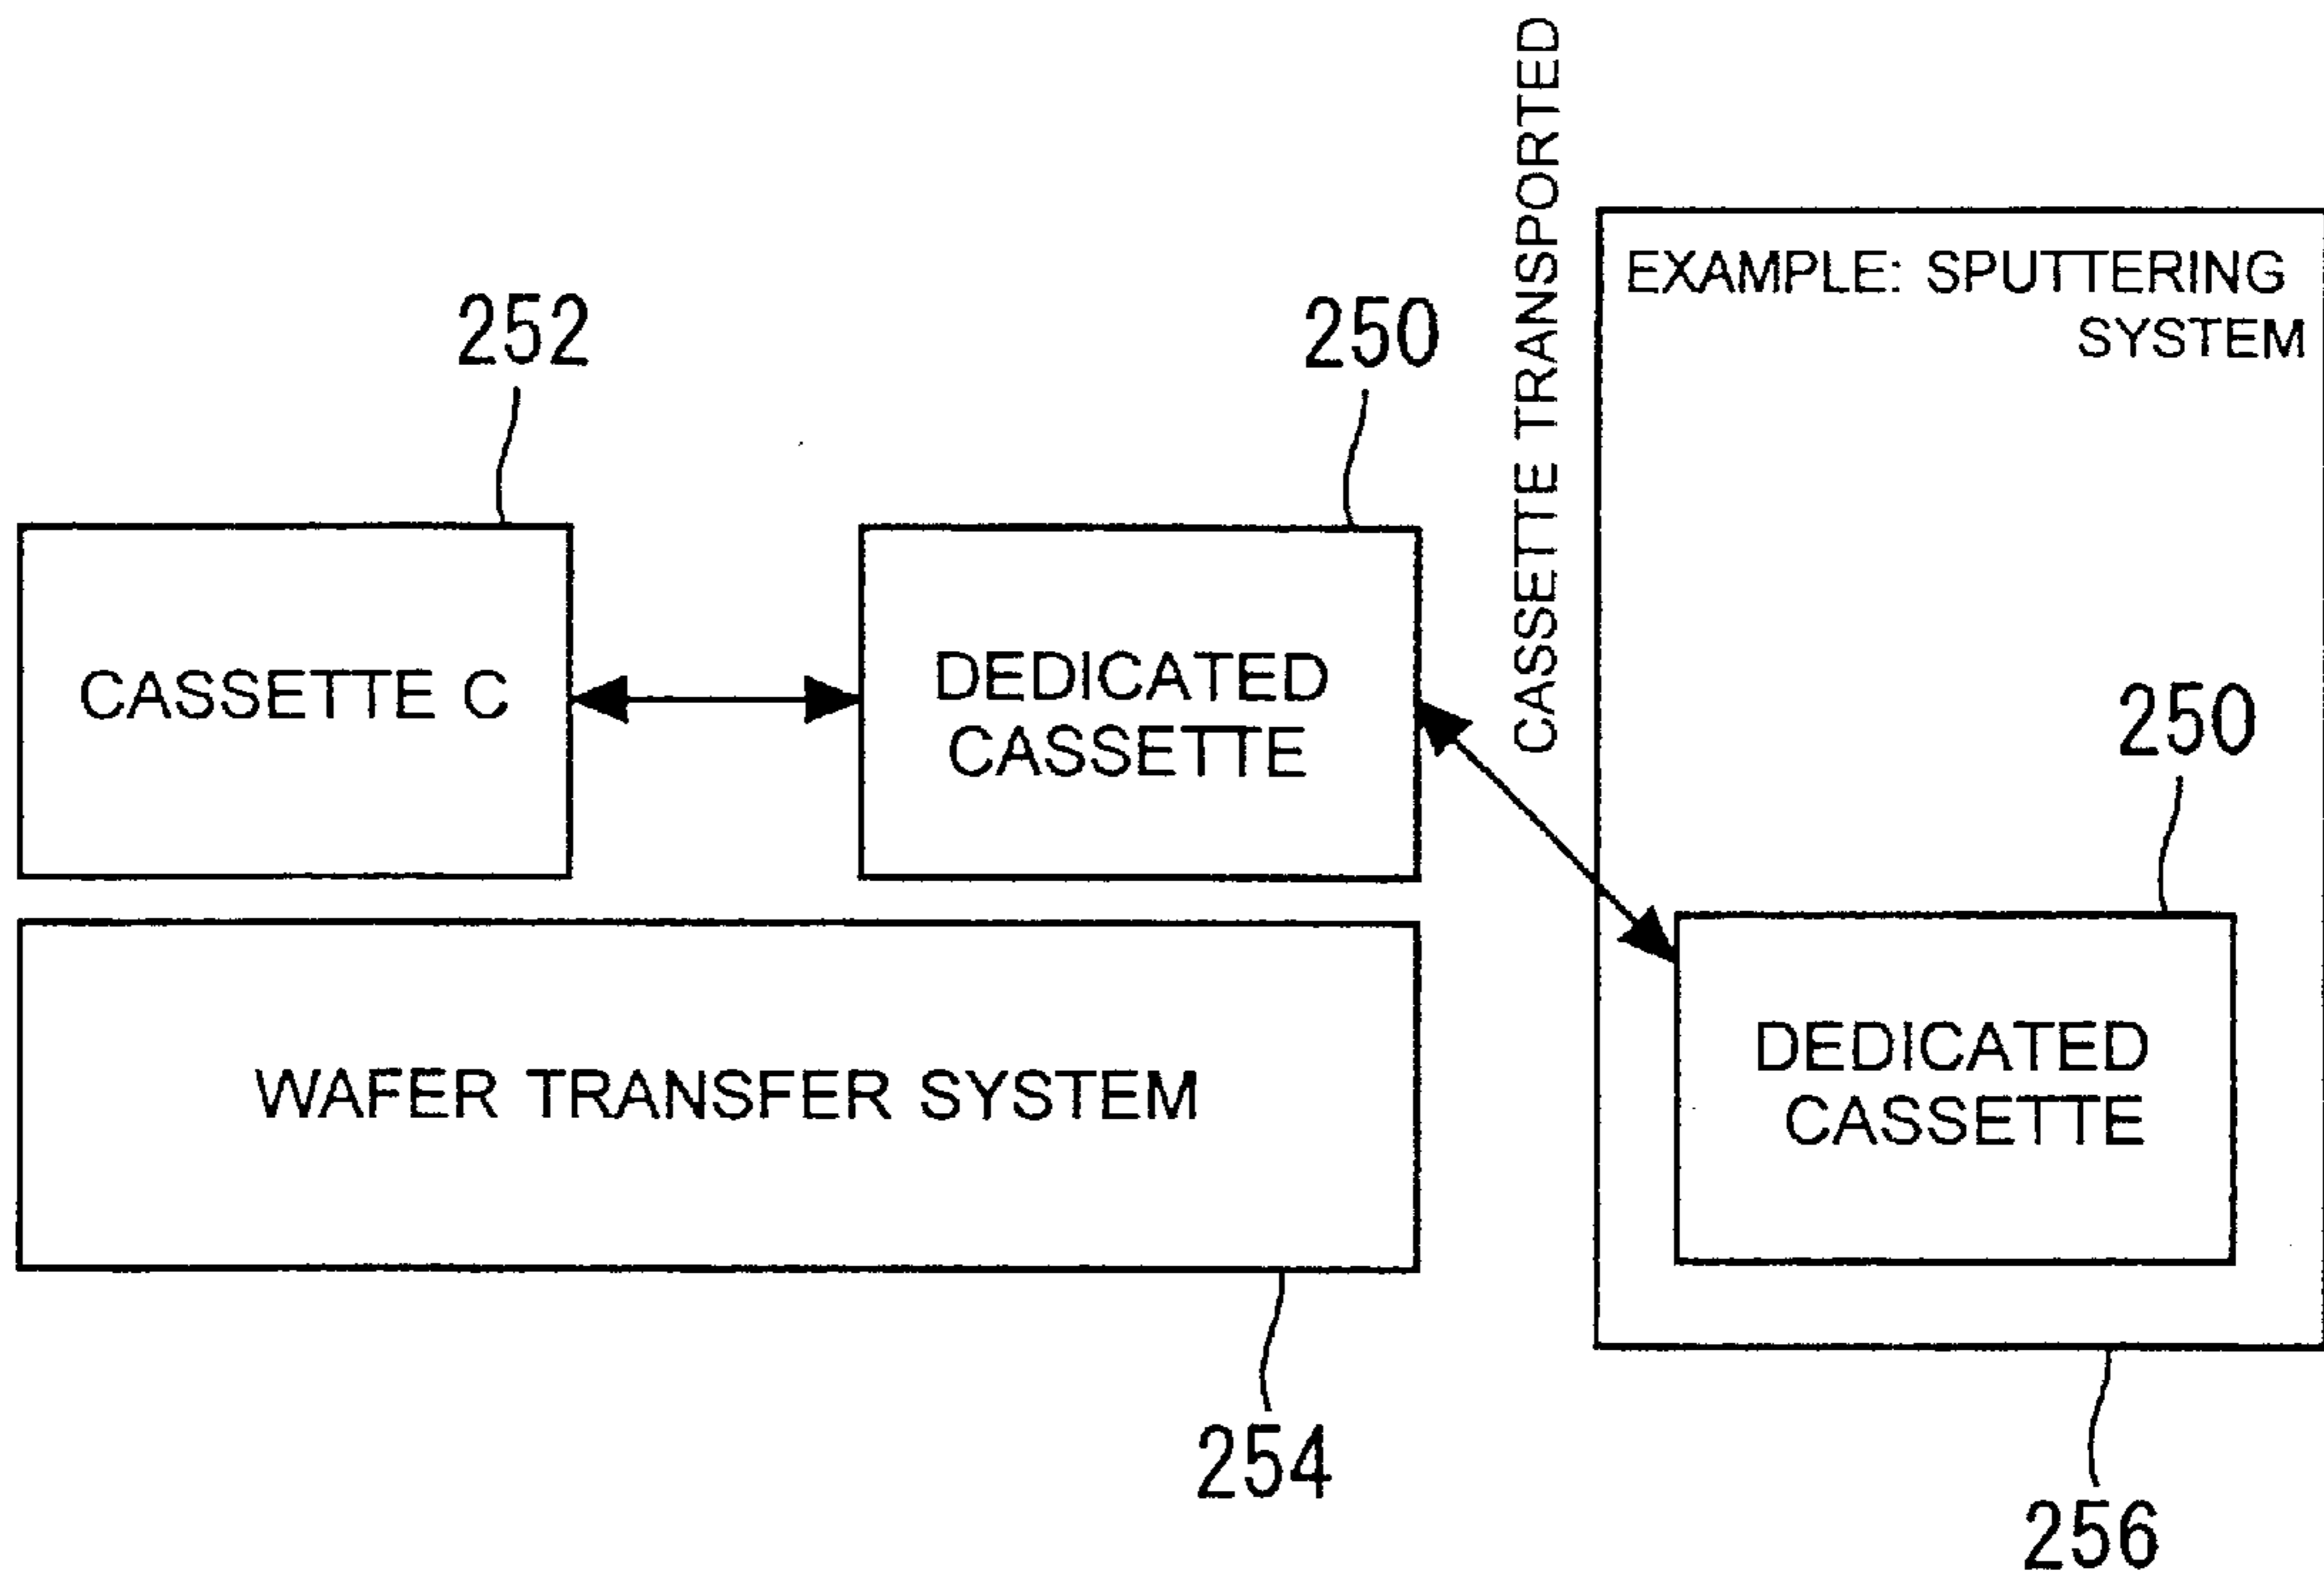 CASSETTE TRANSPORTED
EXAMPLE: SPUTTERING
SYSTEM
252
250
CASSETTE C
DEDICATED
CASSETTE
250
WAFER TRANSFER SYSTEM
DEDICATED
CASSETTE
254
256